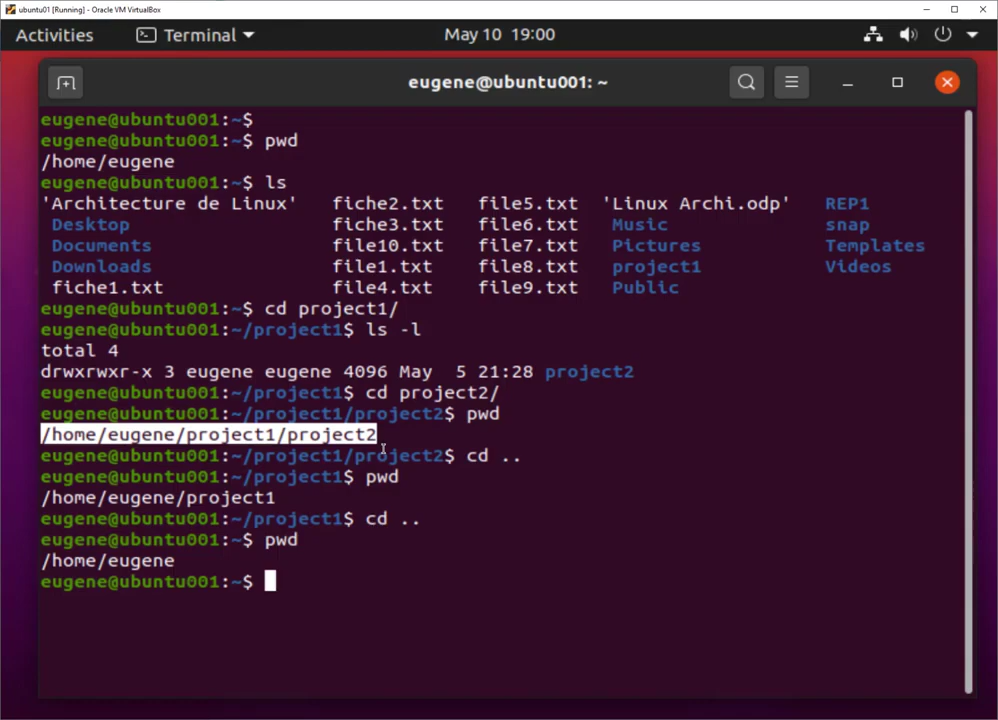 ubuntu01 [Running] - Oracle VM VirtualBox
Activities Terminal May 10 19:00
eugene@ubuntu001: ~
eugene@ubuntu001:~$
eugene@ubuntu001:~$ pwd
/home/eugene
eugene@ubuntu001:~$ ls
'Architecture de Linux' fiche2.txt file5.txt 'Linux Archi.odp' REP1
Desktop fiche3.txt file6.txt Music snap
Documents file10.txt file7.txt Pictures Templates
Downloads file1.txt file8.txt project1 Videos
fiche1.txt file4.txt file9.txt Public
eugene@ubuntu001:~$ cd project1/
eugene@ubuntu001:~/project1$ ls -l
total 4
drwxrwxr-x 3 eugene eugene 4096 May  5 21:28 project2
eugene@ubuntu001:~/project1$ cd project2/
eugene@ubuntu001:~/project1/project2$ pwd
/home/eugene/project1/project2
eugene@ubuntu001:~/project1/project2$ cd ..
eugene@ubuntu001:~/project1$ pwd
/home/eugene/project1
eugene@ubuntu001:~/project1$ cd ..
eugene@ubuntu001:~$ pwd
/home/eugene
eugene@ubuntu001:~$